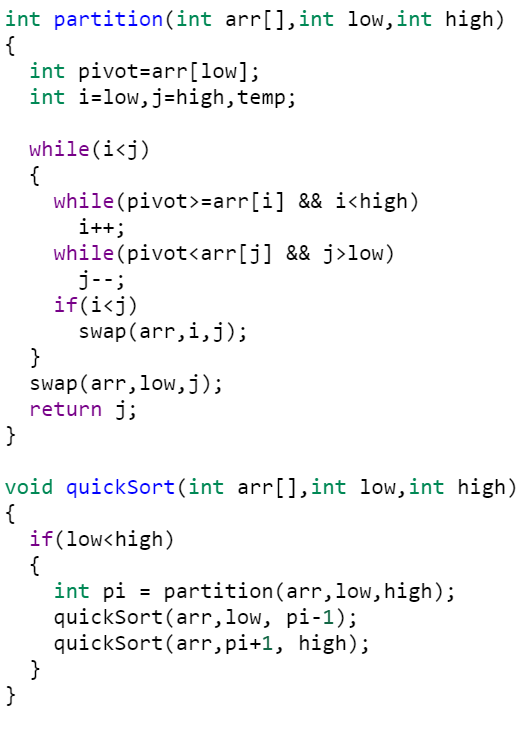 int partition(int arr[],int low,int high)
{
  int pivot=arr[low];
  int i=low,j=high,temp;

  while(i<j)
  {
    while(pivot>=arr[i] && i<high)
      i++;
    while(pivot<arr[j] && j>low)
      j--;
    if(i<j)
      swap(arr,i,j);
  }
  swap(arr,low,j);
  return j;
}

void quickSort(int arr[],int low,int high)
{
  if(low<high)
  {
    int pi = partition(arr,low,high);
    quickSort(arr,low, pi-1);
    quickSort(arr,pi+1, high);
  }
}